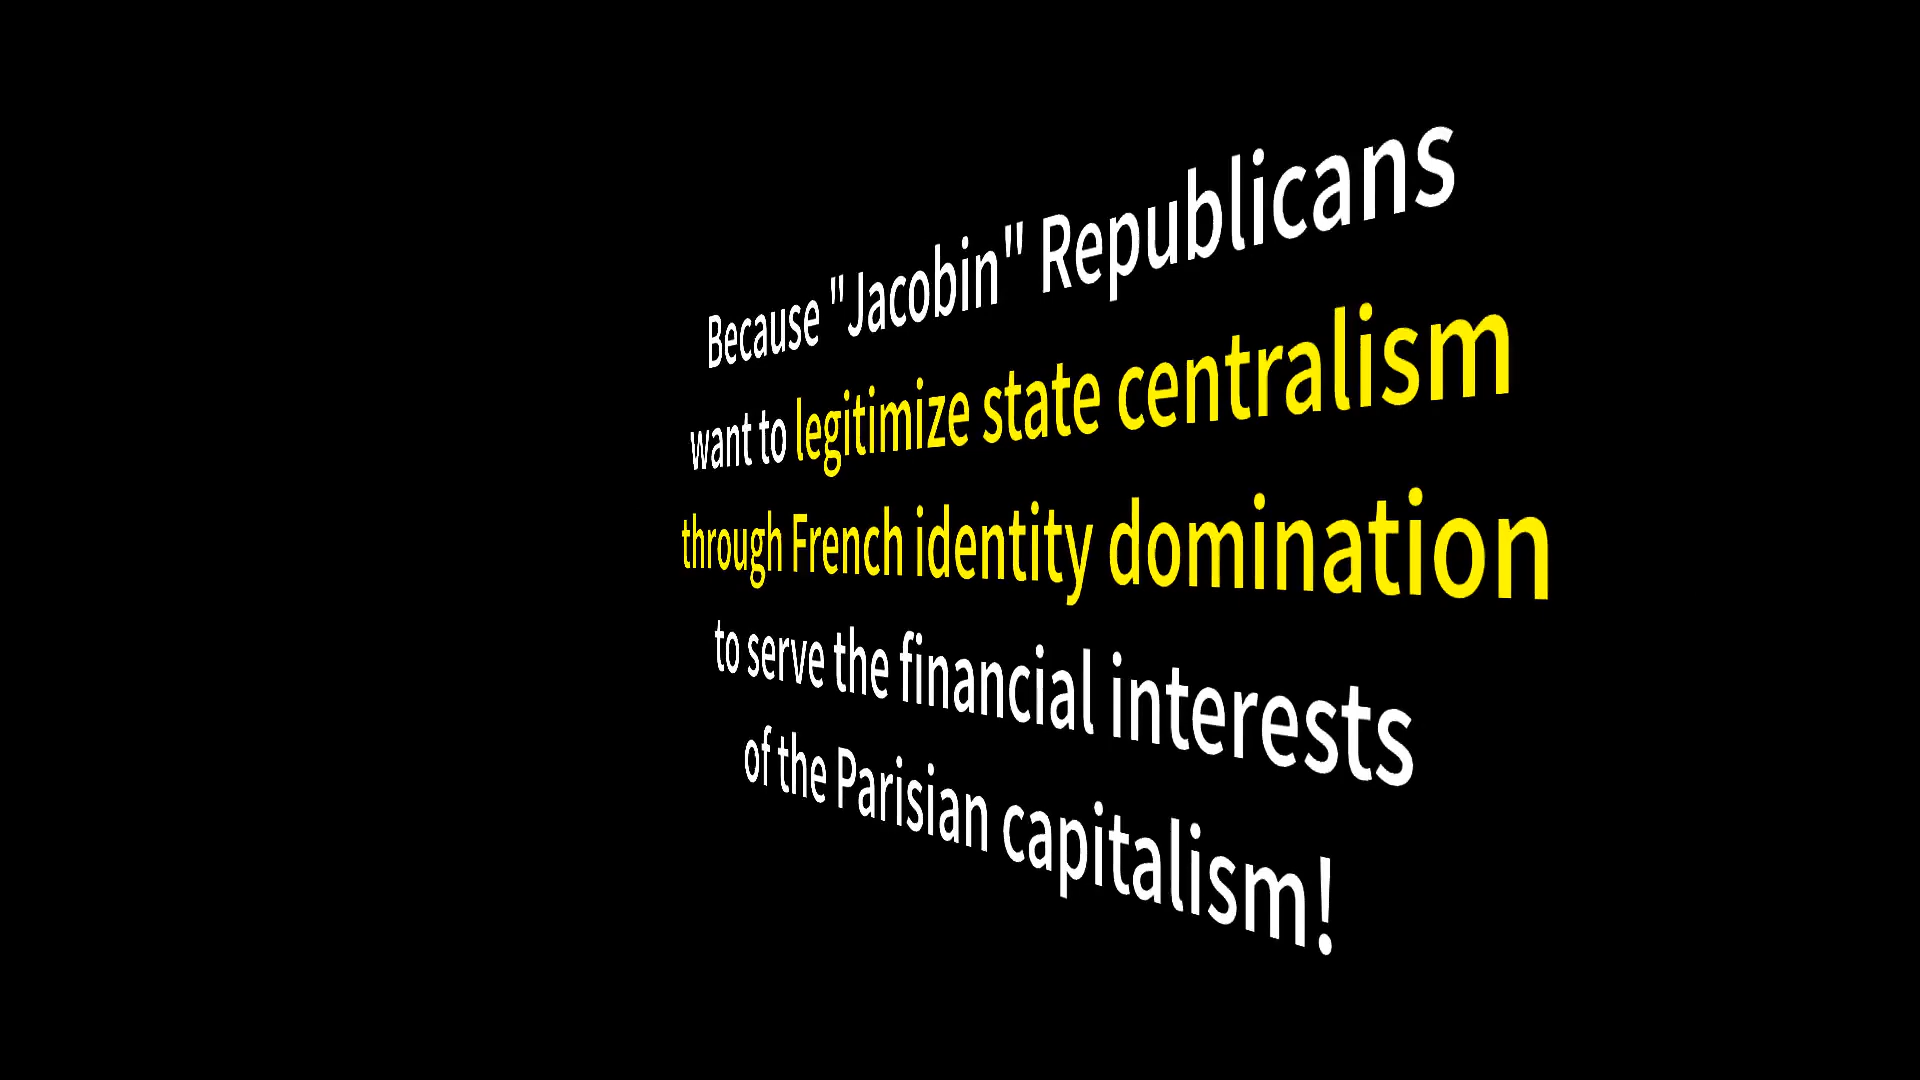 Because "Jacobin" Republicans
want to legitimize state centralism
through French identity domination
to serve the financial interests
of the Parisian capitalism!